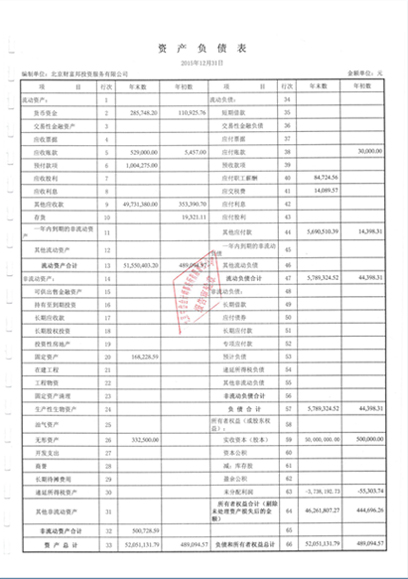 资 产 负 债 表
2015年12月31日
编制单位：北京财富邦投资服务有限公司 金额单位：元
项 目 行次 年末数 年初数 项 目 行次 年末数 年初数
流动资产： 1 流动负债： 34
货币资金 2 285,748.20 110,925.76 短期借款 35
交易性金融资产 3 交易性金融负债 36
应收票据 4 应付票据 37
应收账款 5 529,000.00 5,457.00 应付账款 38 30,000.00
预付款项 6 1,004,275.00 预收款项 39
应收股利 7 应付职工薪酬 40 84,724.56
应收利息 8 应交税费 41 14,089.57
其他应收款 9 49,731,380.00 353,390.70 应付利息 42
存货 10 19,321.11 应付股利 43
一年内到期的非流动资产 11 其他应付款 44 5,690,510.39 14,398.31
其他流动资产 12 一年内到期的非流动负债 45
流动资产合计 13 51,550,403.20 489,094.57 其他流动负债 46
非流动资产： 14 流动负债合计 47 5,789,324.52 44,398.31
可供出售金融资产 15 非流动负债： 48
持有至到期投资 16 长期借款 49
长期应收款 17 应付债券 50
长期股权投资 18 长期应付款 51
投资性房地产 19 专项应付款 52
固定资产 20 168,228.59 预计负债 53
在建工程 21 递延所得税负债 54
工程物资 22 其他非流动负债 55
固定资产清理 23 非流动负债合计 56
生产性生物资产 24 负 债 合 计 57 5,789,324.52 44,398.31
油气资产 25 所有者权益（或股东权益）： 58
无形资产 26 332,500.00 实收资本（股本） 59 50,000,000.00 500,000.00
开发支出 27 资本公积 60
商誉 28 减：库存股 61
长期待摊费用 29 盈余公积 62
递延所得税资产 30 未分配利润 63 -3,738,192.73 -55,303.74
其他非流动资产 31 所有者权益合计（剔除未处理资产损失后的金额） 64 46,261,807.27 444,696.26
非流动资产合计 32 500,728.59 65
资 产 总 计 33 52,051,131.79 489,094.57 负债和所有者权益总计 66 52,051,131.79 489,094.57